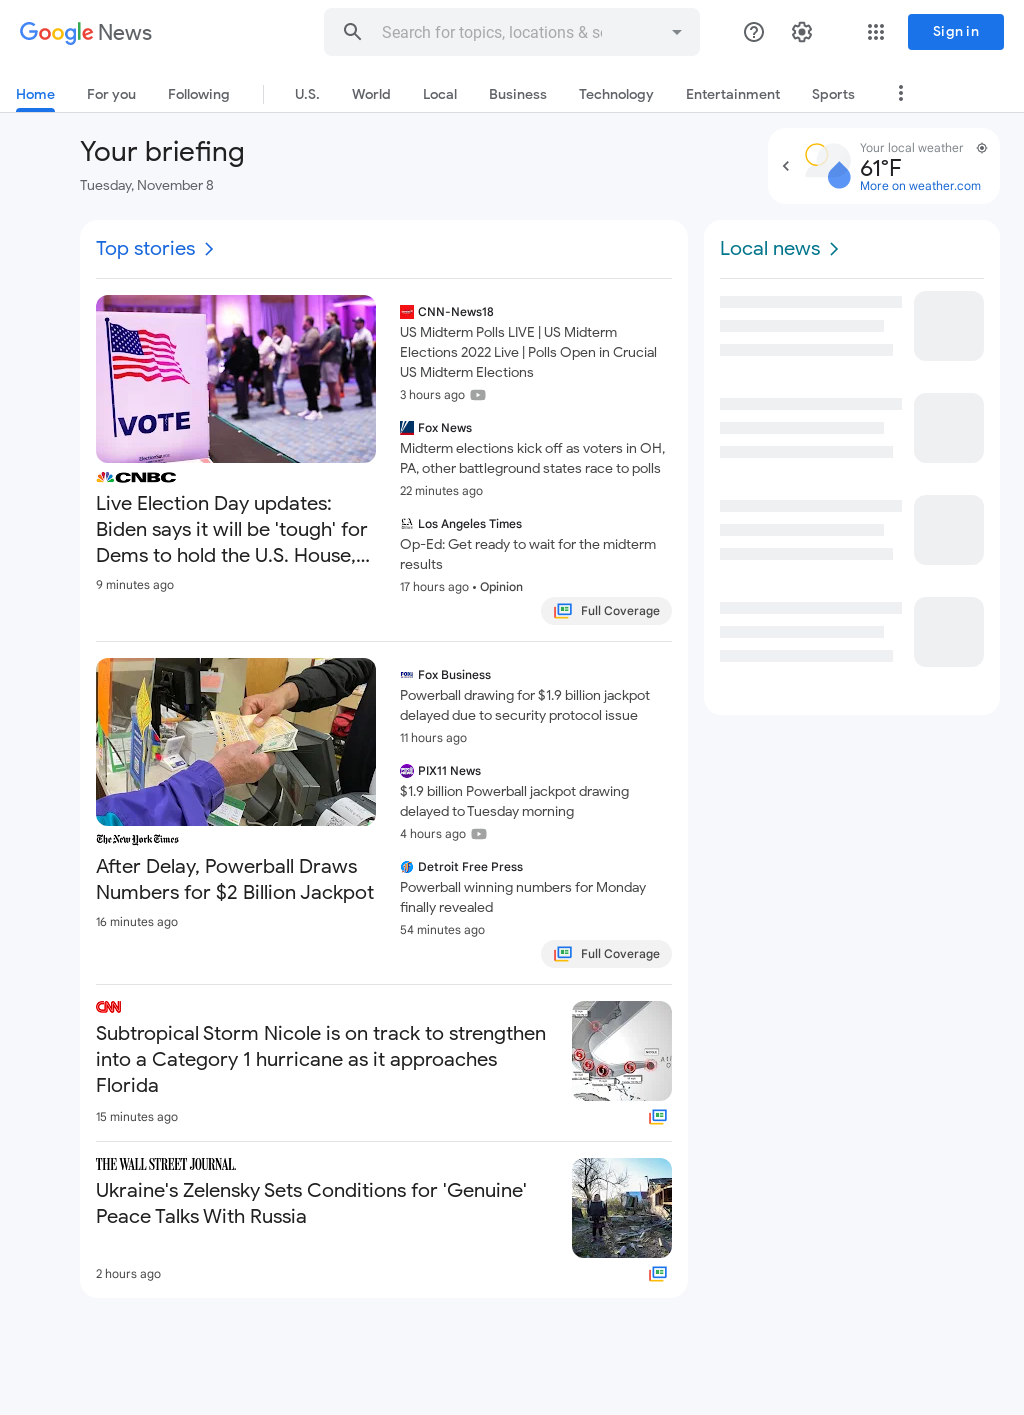 Google News
Search for topics, locations & s
Sign in
Home
For you
Following
U.S.
World
Local
Business
Technology
Entertainment
Sports
Your briefing
Tuesday, November 8
Your local weather
61°F
More on weather.com
Top stories
VOTE
CNBC
Live Election Day updates:
Biden says it will be 'tough' for
Dems to hold the U.S. House,...
9 minutes ago
CNN-News18
US Midterm Polls LIVE | US Midterm
Elections 2022 Live | Polls Open in Crucial
US Midterm Elections
3 hours ago
Fox News
Midterm elections kick off as voters in OH,
PA, other battleground states race to polls
22 minutes ago
Los Angeles Times
Op-Ed: Get ready to wait for the midterm
results
17 hours ago • Opinion
Full Coverage
The New York Times
After Delay, Powerball Draws
Numbers for $2 Billion Jackpot
16 minutes ago
Fox Business
Powerball drawing for $1.9 billion jackpot
delayed due to security protocol issue
11 hours ago
PIX11 News
$1.9 billion Powerball jackpot drawing
delayed to Tuesday morning
4 hours ago
Detroit Free Press
Powerball winning numbers for Monday
finally revealed
54 minutes ago
Full Coverage
CNN
Subtropical Storm Nicole is on track to strengthen
into a Category 1 hurricane as it approaches
Florida
15 minutes ago
THE WALL STREET JOURNAL.
Ukraine's Zelensky Sets Conditions for 'Genuine'
Peace Talks With Russia
2 hours ago
Local news